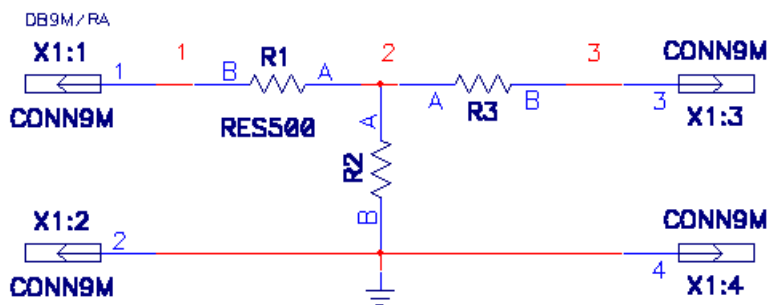 DB9M/RA
X1:1
1
1
B
R1
A
2
3
CONN9M
CONN9M
RES500
A
R3
B
3
X1:3
A
R2
B
X1:2
2
CONN9M
CONN9M
4
X1:4